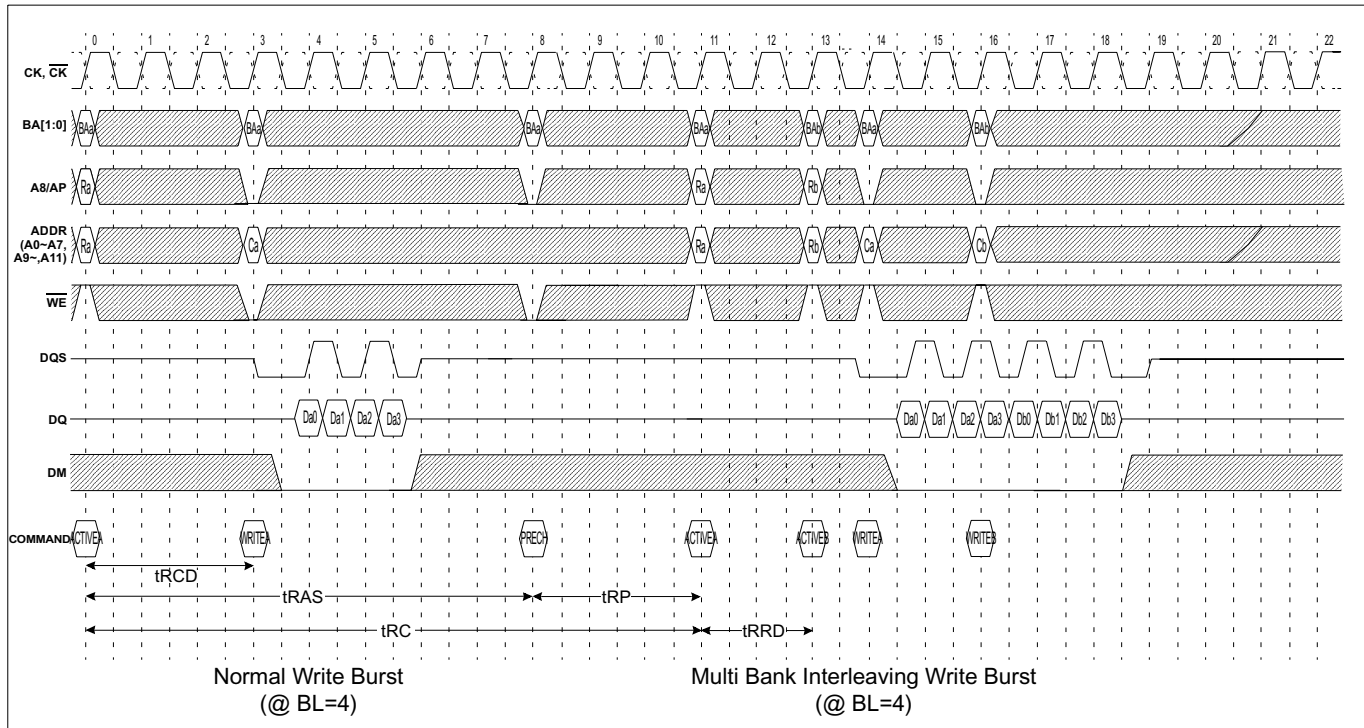 0 1 2 3 4 5 6 7 8 9 10 11 12 13 14 15 16 17 18 19 20 21 22
CK, CK
BA[1:0] BAa BAa BAa BAa BAb BAa BAb
A8/AP Ra Ra Rb
ADDR
(A0~A7,
A9~,A11) Ra Ca Ra Rb Ca Cb
WE
DQS
DQ Da0 Da1 Da2 Da3 Da0 Da1 Da2 Da3 Db0 Db1 Db2 Db3
DM
COMMAND ACTIVEA WRITEA PRECH ACTIVEA ACTIVEB WRITEA WRITEB
tRCD
tRAS tRP
tRC tRRD
Normal Write Burst Multi Bank Interleaving Write Burst
(@ BL=4) (@ BL=4)